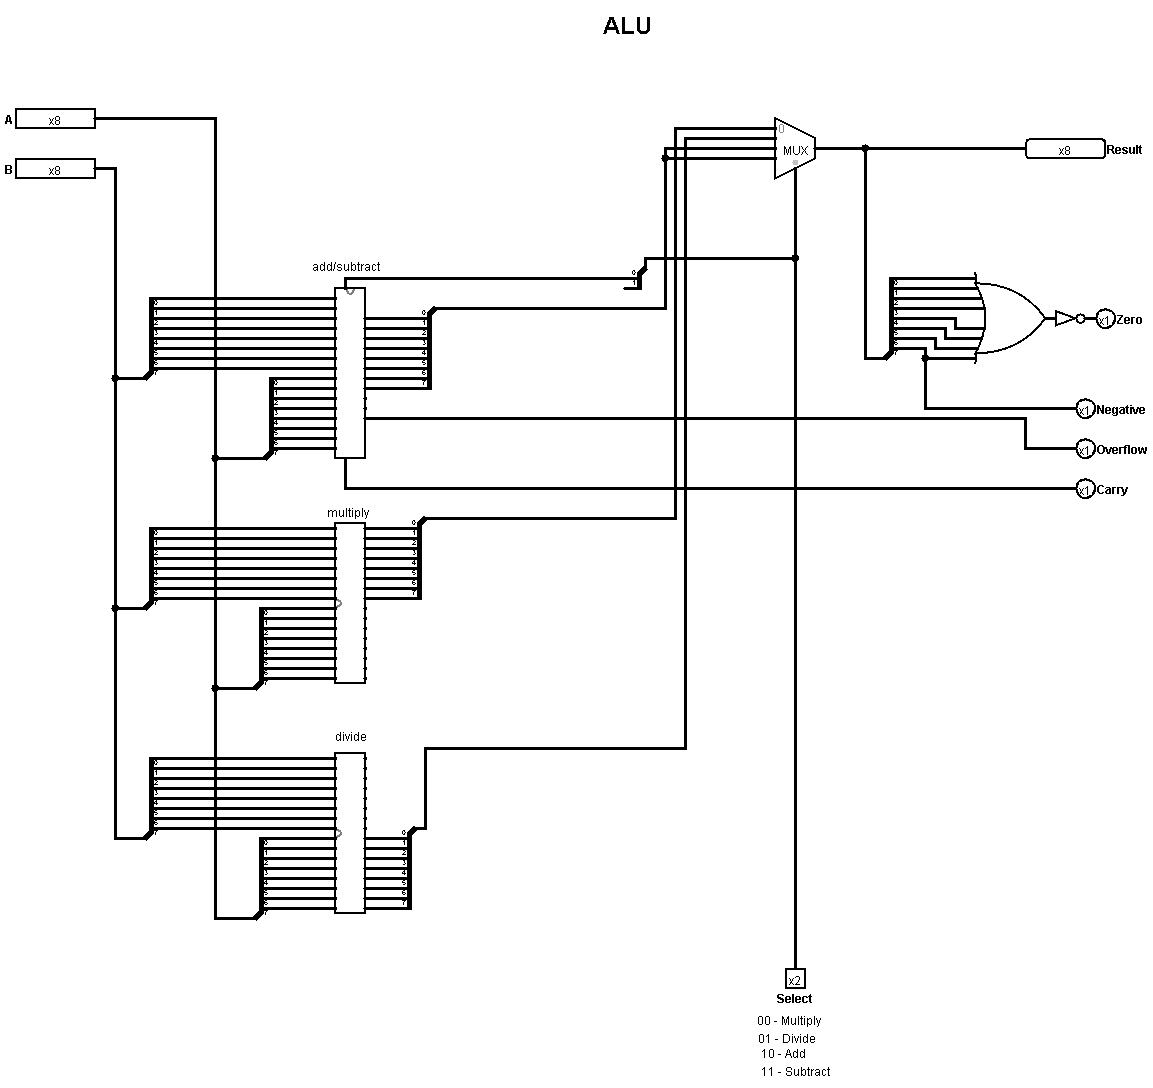 ALU
A x8
B x8
0
MUX
x8 Result
add/subtract
x1 Zero
x1 Negative
x1 Overflow
x1 Carry
multiply
divide
x2
Select
00 - Multiply
01 - Divide
10 - Add
11 - Subtract